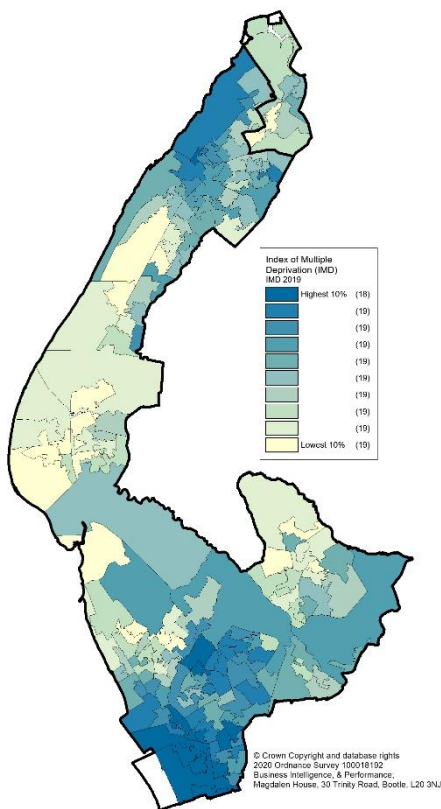 Index of Multiple
Deprivation (IMD)
IMD 2019
Highest 10% (18)
(19)
(19)
(19)
(19)
(19)
(19)
(19)
(19)
Lowest 10% (19)
© Crown Copyright and database rights
2020 Ordnance Survey 100018192
Business Intelligence, & Performance,
Magdalen House, 30 Trinity Road, Bootle, L20 3NJ